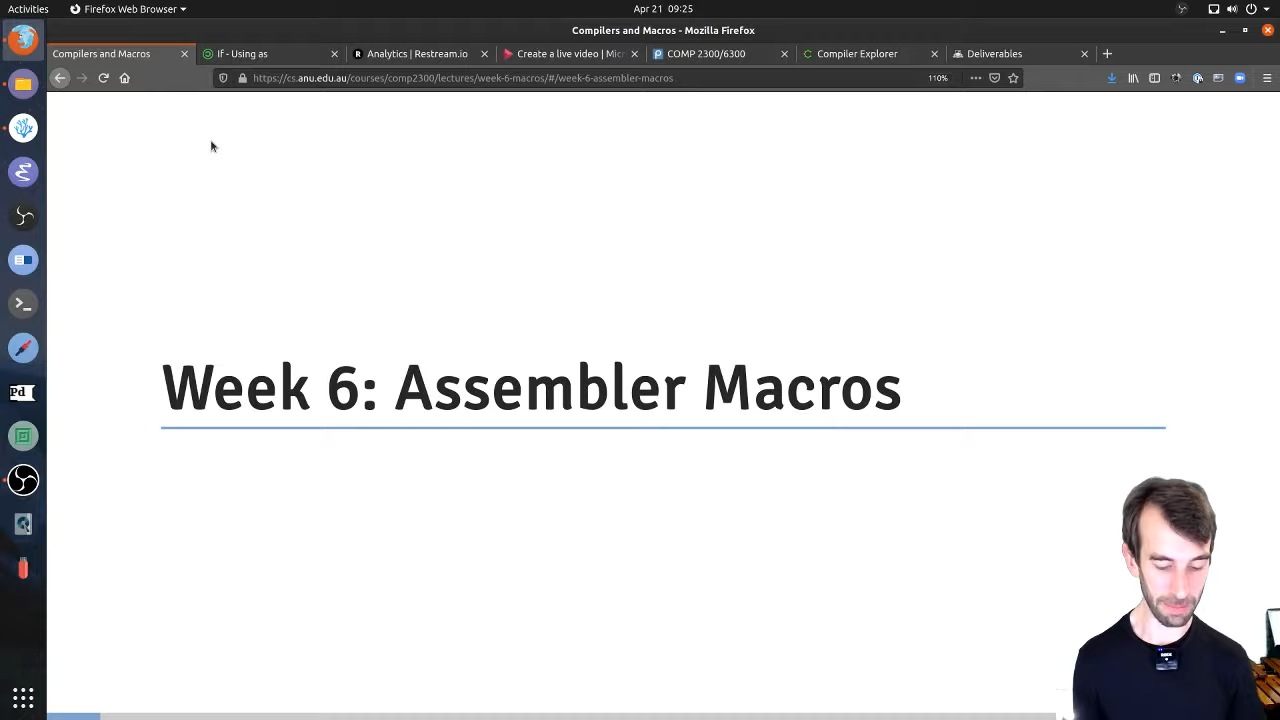 Activities
Firefox Web Browser
Apr 21 09:25
Compilers and Macros - Mozilla Firefox
Compilers and Macros
If - Using as
Analytics | Restream.io
Create a live video | Micr
COMP 2300/6300
Compiler Explorer
Deliverables
https://cs.anu.edu.au/courses/comp2300/lectures/week-6-macros/#/week-6-assembler-macros
110%
Week 6: Assembler Macros
Pd